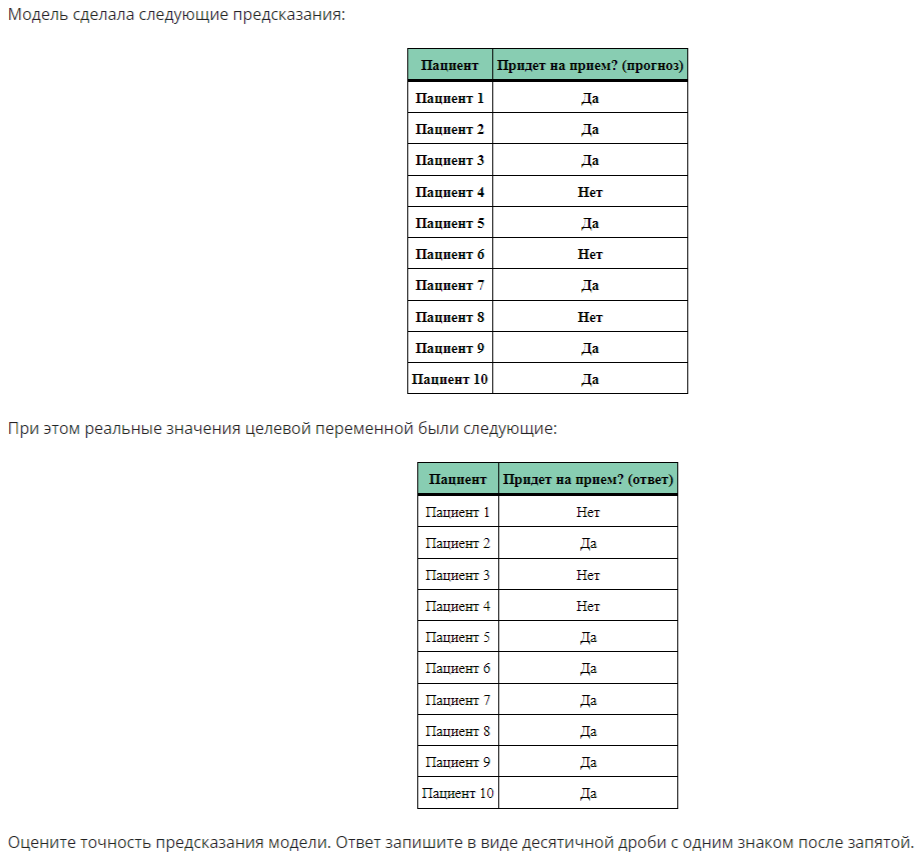 Модель сделала следующие предсказания:
Пациент Придет на прием? (прогноз)
Пациент 1 Да
Пациент 2 Да
Пациент 3 Да
Пациент 4 Нет
Пациент 5 Да
Пациент 6 Нет
Пациент 7 Да
Пациент 8 Нет
Пациент 9 Да
Пациент 10 Да
При этом реальные значения целевой переменной были следующие:
Пациент Придет на прием? (ответ)
Пациент 1 Нет
Пациент 2 Да
Пациент 3 Нет
Пациент 4 Нет
Пациент 5 Да
Пациент 6 Да
Пациент 7 Да
Пациент 8 Да
Пациент 9 Да
Пациент 10 Да
Оцените точность предсказания модели. Ответ запишите в виде десятичной дроби с одним знаком после запятой.